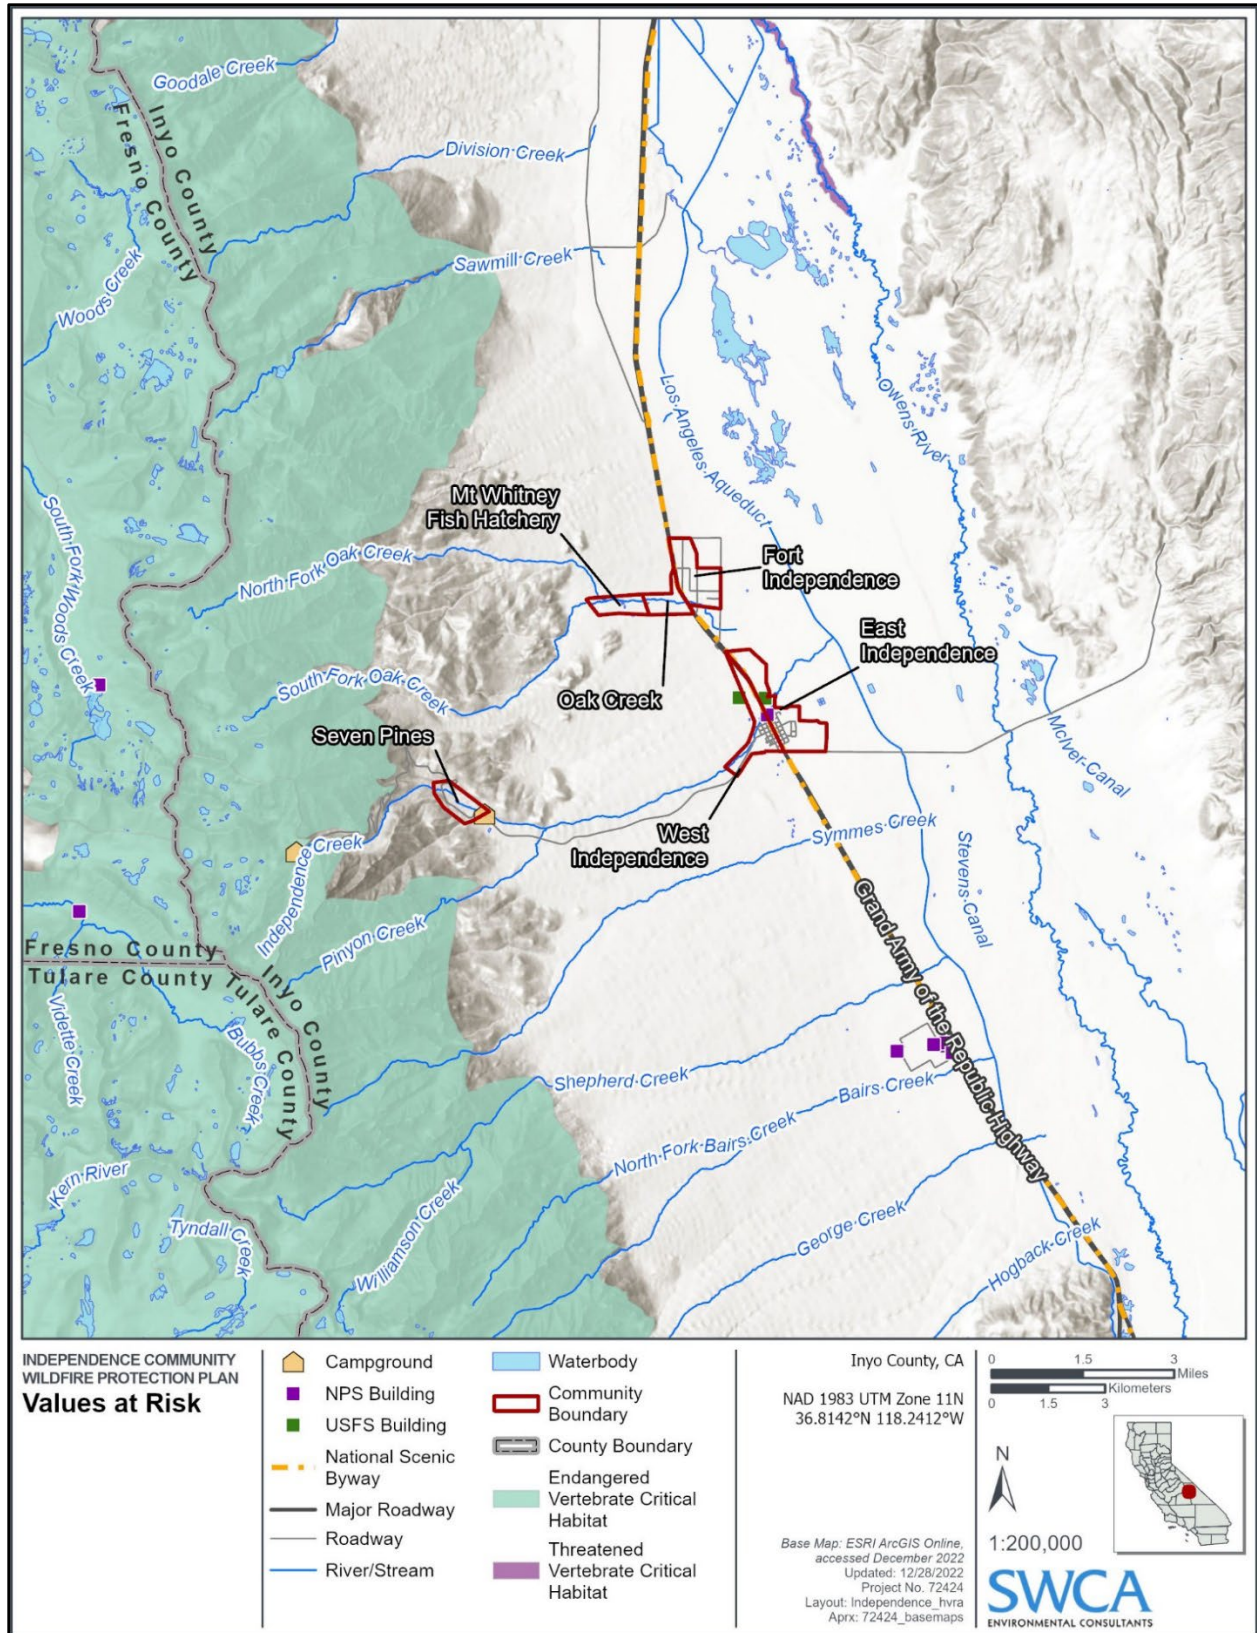 Goodale Creek
Inyo County
Fresno County
Division Creek
Sawmill Creek
Woods Creek
Los Angeles Aqueduct
Owens River
Mt Whitney
Fish Hatchery
South Fork Woods Creek
North Fork Oak Creek
Fort
Independence
East
Independence
South Fork Oak Creek
Oak Creek
Seven Pines
McIver Canal
West
Independence
Symmes Creek
Independence Creek
Stevens Canal
Pinyon Creek
Grand Army of the Republic Highway
Fresno County
Tulare County
Inyo County
Tulare County
Vidette Creek
Bubbs Creek
Shepherd Creek
Bairs Creek
North Fork Bairs Creek
Kern River
Tyndall Creek
Williamson Creek
George Creek
Hogback Creek
INDEPENDENCE COMMUNITY
WILDFIRE PROTECTION PLAN
Values at Risk
Campground
NPS Building
USFS Building
National Scenic
Byway
Major Roadway
Roadway
River/Stream
Waterbody
Community
Boundary
County Boundary
Endangered
Vertebrate Critical
Habitat
Threatened
Vertebrate Critical
Habitat
Inyo County, CA
NAD 1983 UTM Zone 11N
36.8142°N 118.2412°W
Base Map: ESRI ArcGIS Online,
accessed December 2022
Updated: 12/28/2022
Project No. 72424
Layout: Independence_hvra
Aprx: 72424_basemaps
0 1.5 3
Miles
Kilometers
0 1.5 3
N
1:200,000
SWCA
ENVIRONMENTAL CONSULTANTS